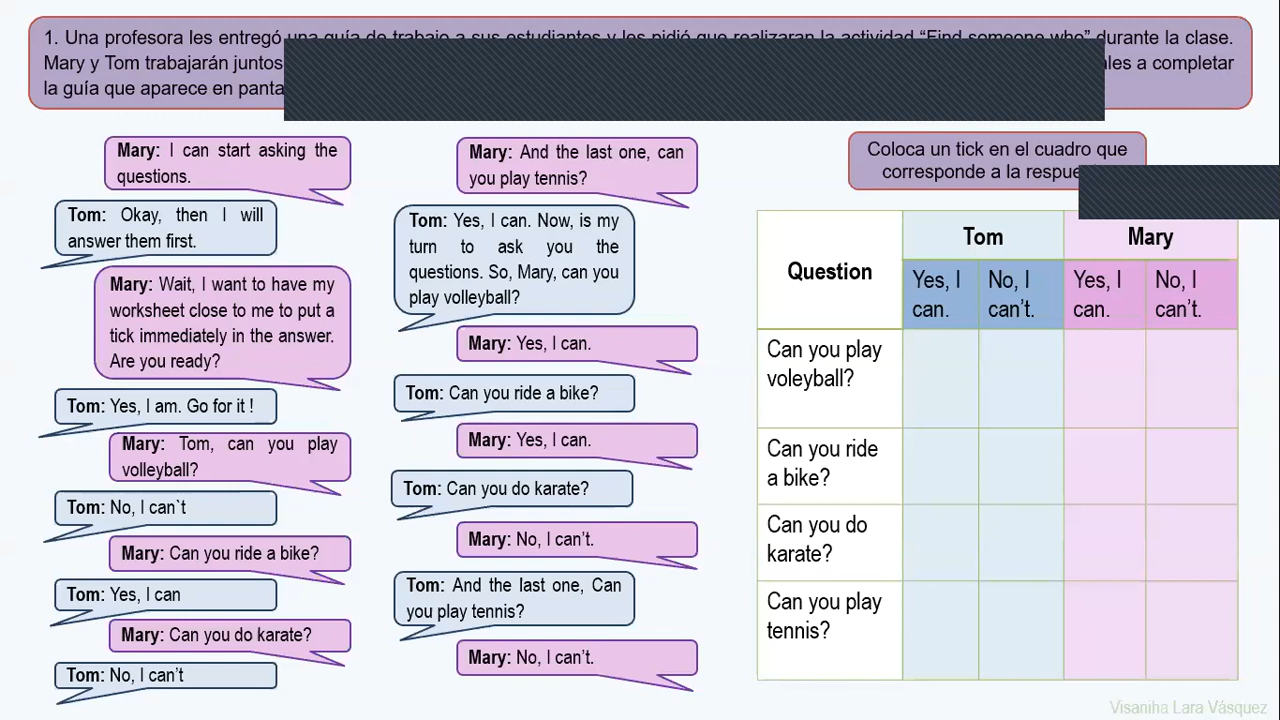 1. Una profesora les entregó una guía de trabajo a sus estudiantes y les pidió que realizaran la actividad “Find someone who” durante la clase.
Mary y Tom trabajarán juntos a completar
la guía que aparece en
Mary: I can start asking the
questions.
Tom: Okay, then I will
answer them first.
Mary: Wait, I want to have my
worksheet close to me to put a
tick immediately in the answer.
Are you ready?
Tom: Yes, I am. Go for it !
Mary: Tom, can you play
volleyball?
Tom: No, I can`t
Mary: Can you ride a bike?
Tom: Yes, I can
Mary: Can you do karate?
Tom: No, I can’t
Mary: And the last one, can
you play tennis?
Tom: Yes, I can. Now, is my
turn to ask you the
questions. So, Mary, can you
play volleyball?
Mary: Yes, I can.
Tom: Can you ride a bike?
Mary: Yes, I can.
Tom: Can you do karate?
Mary: No, I can’t.
Tom: And the last one, Can
you play tennis?
Mary: No, I can’t.
Coloca un tick en el cuadro que
corresponde a la
Question
Tom
Mary
Yes, I
can.
No, I
can’t.
Yes, I
can.
No, I
can’t.
Can you play
voleyball?
Can you ride
a bike?
Can you do
karate?
Can you play
tennis?
Visaniha Lara Vásquez